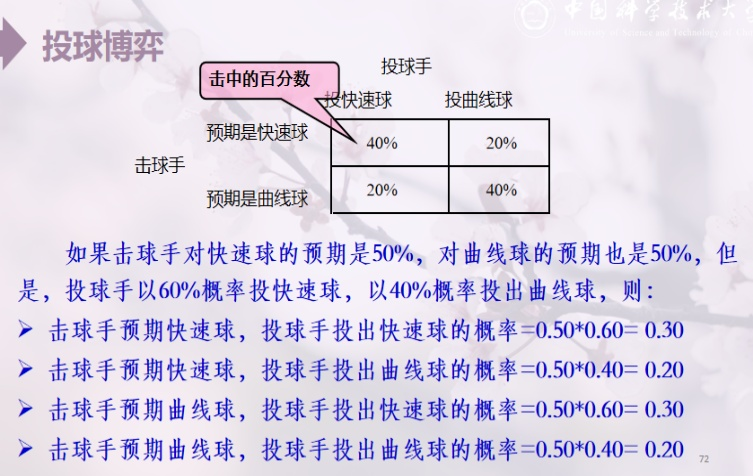 中国科学技术大
University of Science and Technology of Chi
投球博弈
击中的百分数
投球手
投快速球 投曲线球
预期是快速球 40% 20%
击球手
预期是曲线球 20% 40%
如果击球手对快速球的预期是50%，对曲线球的预期也是50%，但
是，投球手以60%概率投快速球，以40%概率投出曲线球，则：
➢ 击球手预期快速球，投球手投出快速球的概率=0.50*0.60= 0.30
➢ 击球手预期快速球，投球手投出曲线球的概率=0.50*0.40= 0.20
➢ 击球手预期曲线球，投球手投出快速球的概率=0.50*0.60= 0.30
➢ 击球手预期曲线球，投球手投出曲线球的概率=0.50*0.40= 0.20
72